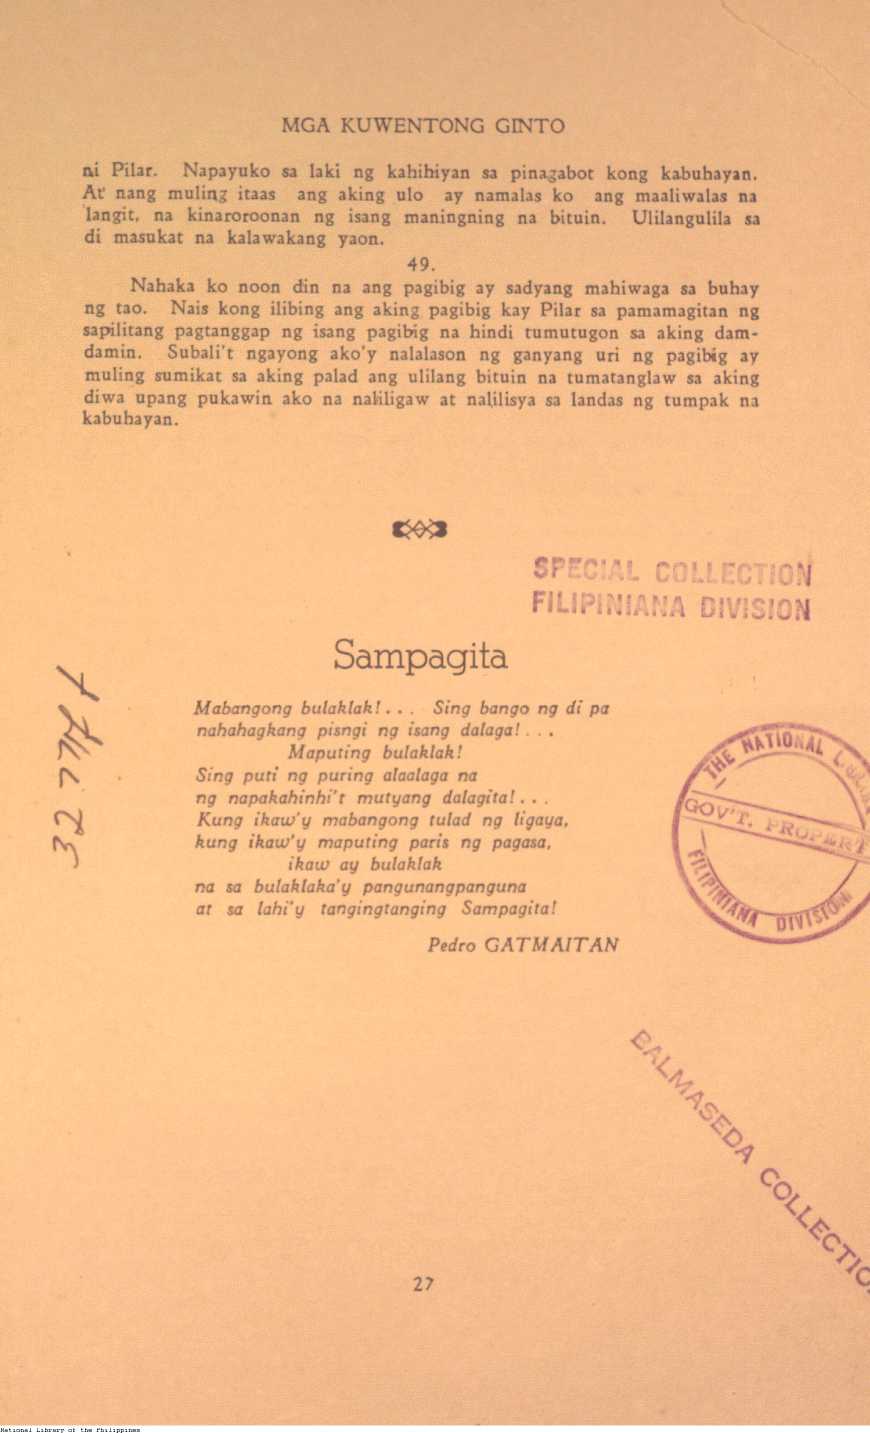 MGA KUWENTONG GINTO
ni Pilar. Napayuko sa laki ng kahihiyan sa pinagabot kong kabuhayan.
At nang muling itaas ang aking ulo ay namalas ko ang maaliwalas na
langit, na kinaroroonan ng isang maningning na bituin. Ulilangulila sa
di masukat na kalawakang yaon.
49.
Nahaka ko noon din na ang pagibig ay sadyang mahiwaga sa buhay
ng tao. Nais kong ilibing ang aking pagibig kay Pilar sa pamamagitan ng
sapilitang pagtanggap ng isang pagibig na hindi tumutugon sa aking dam-
damin. Subali't ngayong ako'y nalalason ng ganyang uri ng pagibig ay
muling sumikat sa aking palad ang ulilang bituin na tumatanglaw sa aking
diwa upang pukawin ako na naliligaw at nalilisya sa landas ng tumpak na
kabuhayan.
SPECIAL COLLECTION
FILIPINIANA DIVISION
Sampagita
Mabangong bulaklak! . . . Sing bango ng di pa
nahahagkang pisngi ng isang dalaga! . . .
Maputing bulaklak!
Sing puti ng puring alaalaga na
ng napakahinhi't mutyang dalagita! . . .
Kung ikaw'y mabangong tulad ng ligaya,
kung ikaw'y maputing paris ng pagasa,
ikaw ay bulaklak
na sa bulaklaka'y pangunangpanguna
at sa lahi'y tangingtanging Sampagita!
Pedro GATMAITAN
THE NATIONAL
GOV'T. PROPERT
FILIPINIANA DIVISION
BALMASEDA COLLECTIO
27
National Library of the Philippines